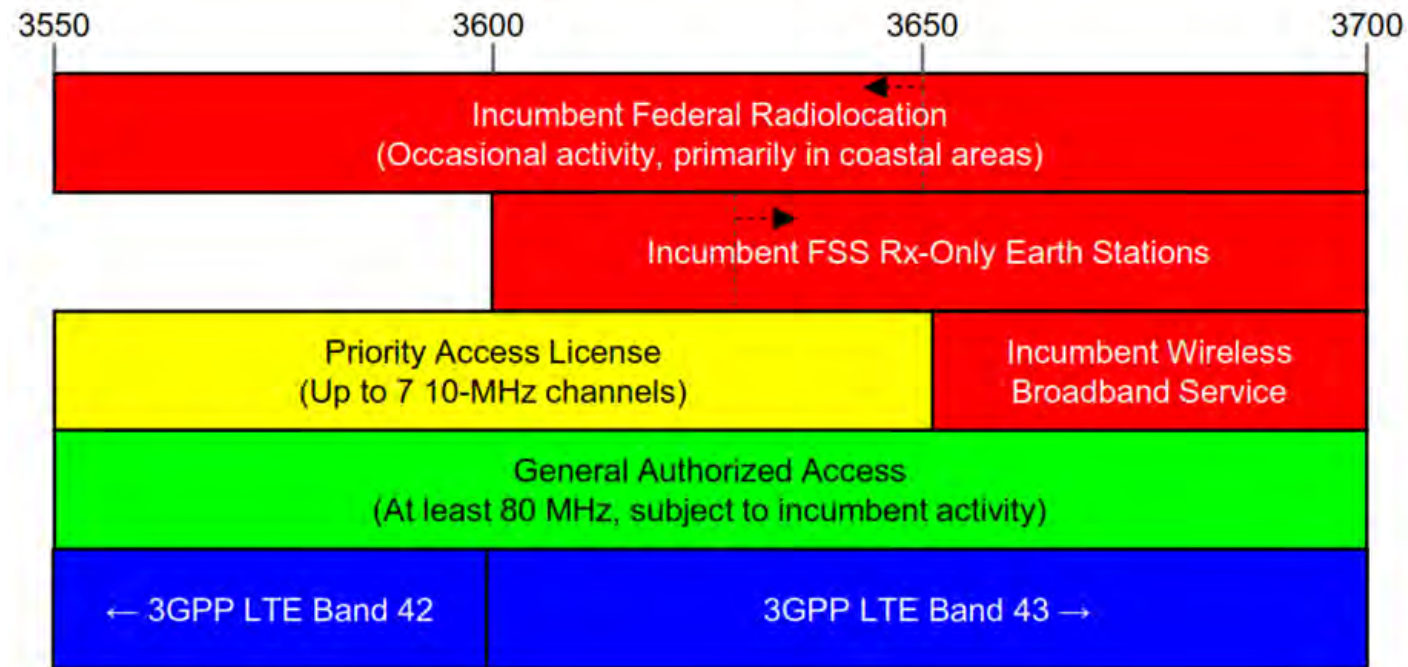 3550 3600 3650 3700
Incumbent Federal Radiolocation
(Occasional activity, primarily in coastal areas)
Incumbent FSS Rx-Only Earth Stations
Priority Access License
(Up to 7 10-MHz channels)
Incumbent Wireless
Broadband Service
General Authorized Access
(At least 80 MHz, subject to incumbent activity)
← 3GPP LTE Band 42
3GPP LTE Band 43 →